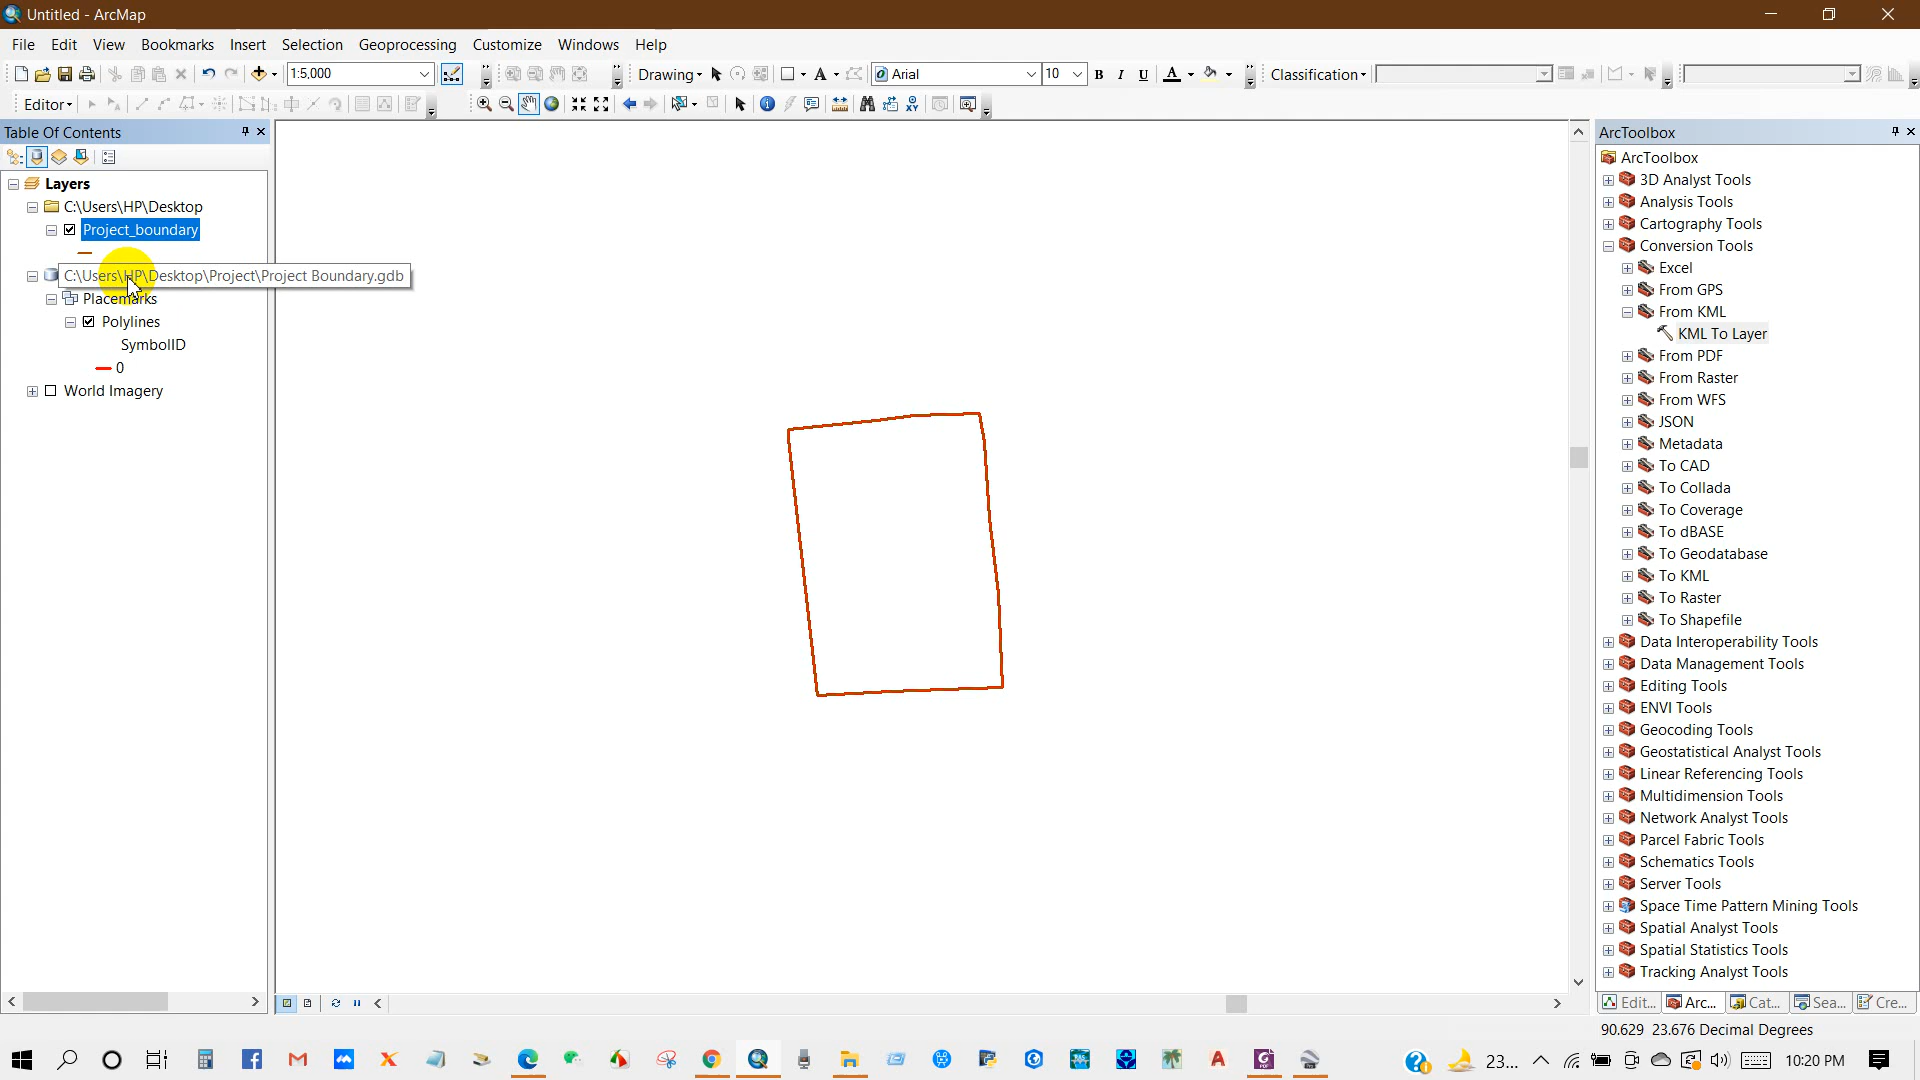 Untitled - ArcMap
File Edit View Bookmarks Insert Selection Geoprocessing Customize Windows Help
1:5,000 Drawing Arial 10 B I U A Classification
Editor
Table Of Contents
Layers
C:\Users\HP\Desktop
Project_boundary
C:\Users\HP\Desktop\Project\Project Boundary.gdb
Placemarks
Polylines
SymbolID
0
World Imagery
ArcToolbox
ArcToolbox
3D Analyst Tools
Analysis Tools
Cartography Tools
Conversion Tools
Excel
From GPS
From KML
KML To Layer
From PDF
From Raster
From WFS
JSON
Metadata
To CAD
To Collada
To Coverage
To dBASE
To Geodatabase
To KML
To Raster
To Shapefile
Data Interoperability Tools
Data Management Tools
Editing Tools
ENVI Tools
Geocoding Tools
Geostatistical Analyst Tools
Linear Referencing Tools
Multidimension Tools
Network Analyst Tools
Parcel Fabric Tools
Schematics Tools
Server Tools
Space Time Pattern Mining Tools
Spatial Analyst Tools
Spatial Statistics Tools
Tracking Analyst Tools
Edit... Arc... Cat... Sea... Cre...
90.629 23.676 Decimal Degrees
23... 10:20 PM